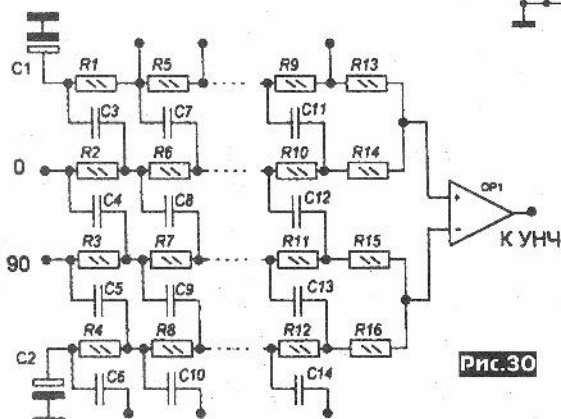 C1 R1 R5 R9 R13
C3 C7 C11
OP1
0 R2 R6 R10 R14
+
C4 C8 C12
-
К УНЧ
90 R3 R7 R11 R15
C5 C9 C13
C2 R4 R8 R12 R16
C6 C10 C14
Рис.30